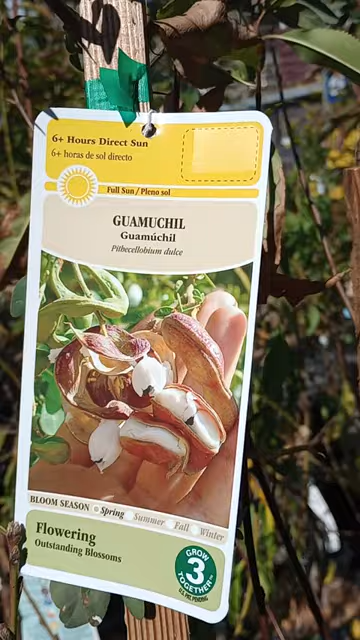 6+ Hours Direct Sun
6+ horas de sol directo
Full Sun / Pleno sol
GUAMUCHIL
Guamúchil
Pithecellobium dulce
BLOOM SEASON Spring Summer Fall Winter
Flowering
Outstanding Blossoms
GROW
3
TOGETHER™